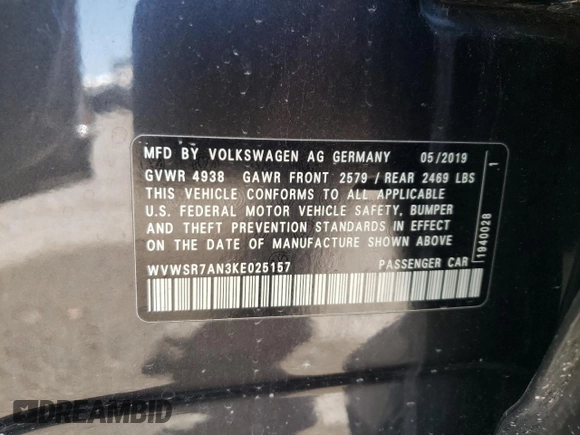 MFD BY VOLKSWAGEN AG GERMANY 05/2019
GVWR 4938 GAWR FRONT 2579 / REAR 2469 LBS
THIS VEHICLE CONFORMS TO ALL APPLICABLE
U.S. FEDERAL MOTOR VEHICLE SAFETY, BUMPER
AND THEFT PREVENTION STANDARDS IN EFFECT
ON THE DATE OF MANUFACTURE SHOWN ABOVE
WVWSR7AN3KE025157 PASSENGER CAR
1940028 1
DREAMBID